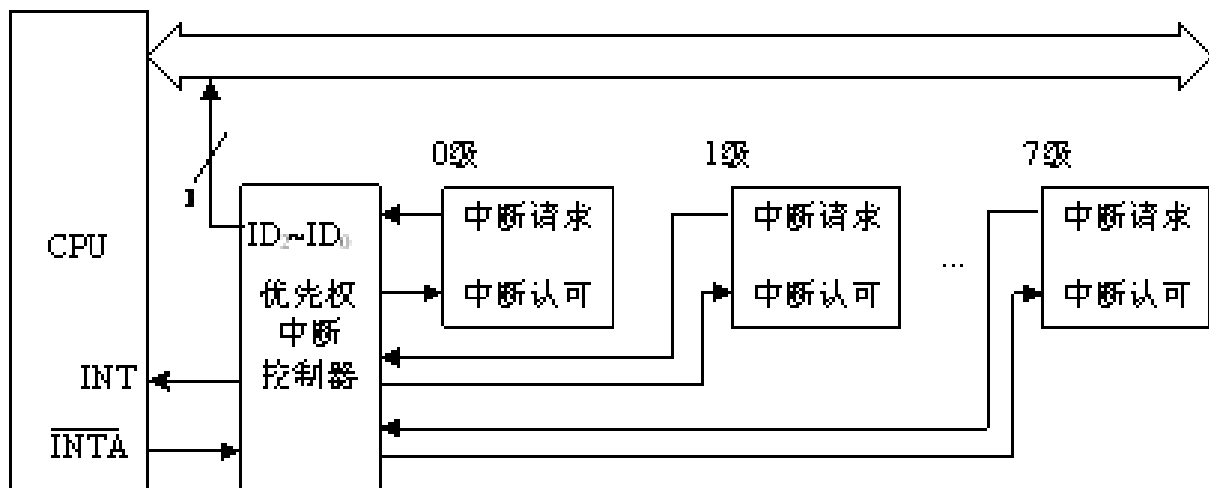 0级
1级
7级
CPU
ID₂~ID₀
优先权
中断
控制器
INT
INTA
中断请求
中断认可
中断请求
中断认可
...
中断请求
中断认可